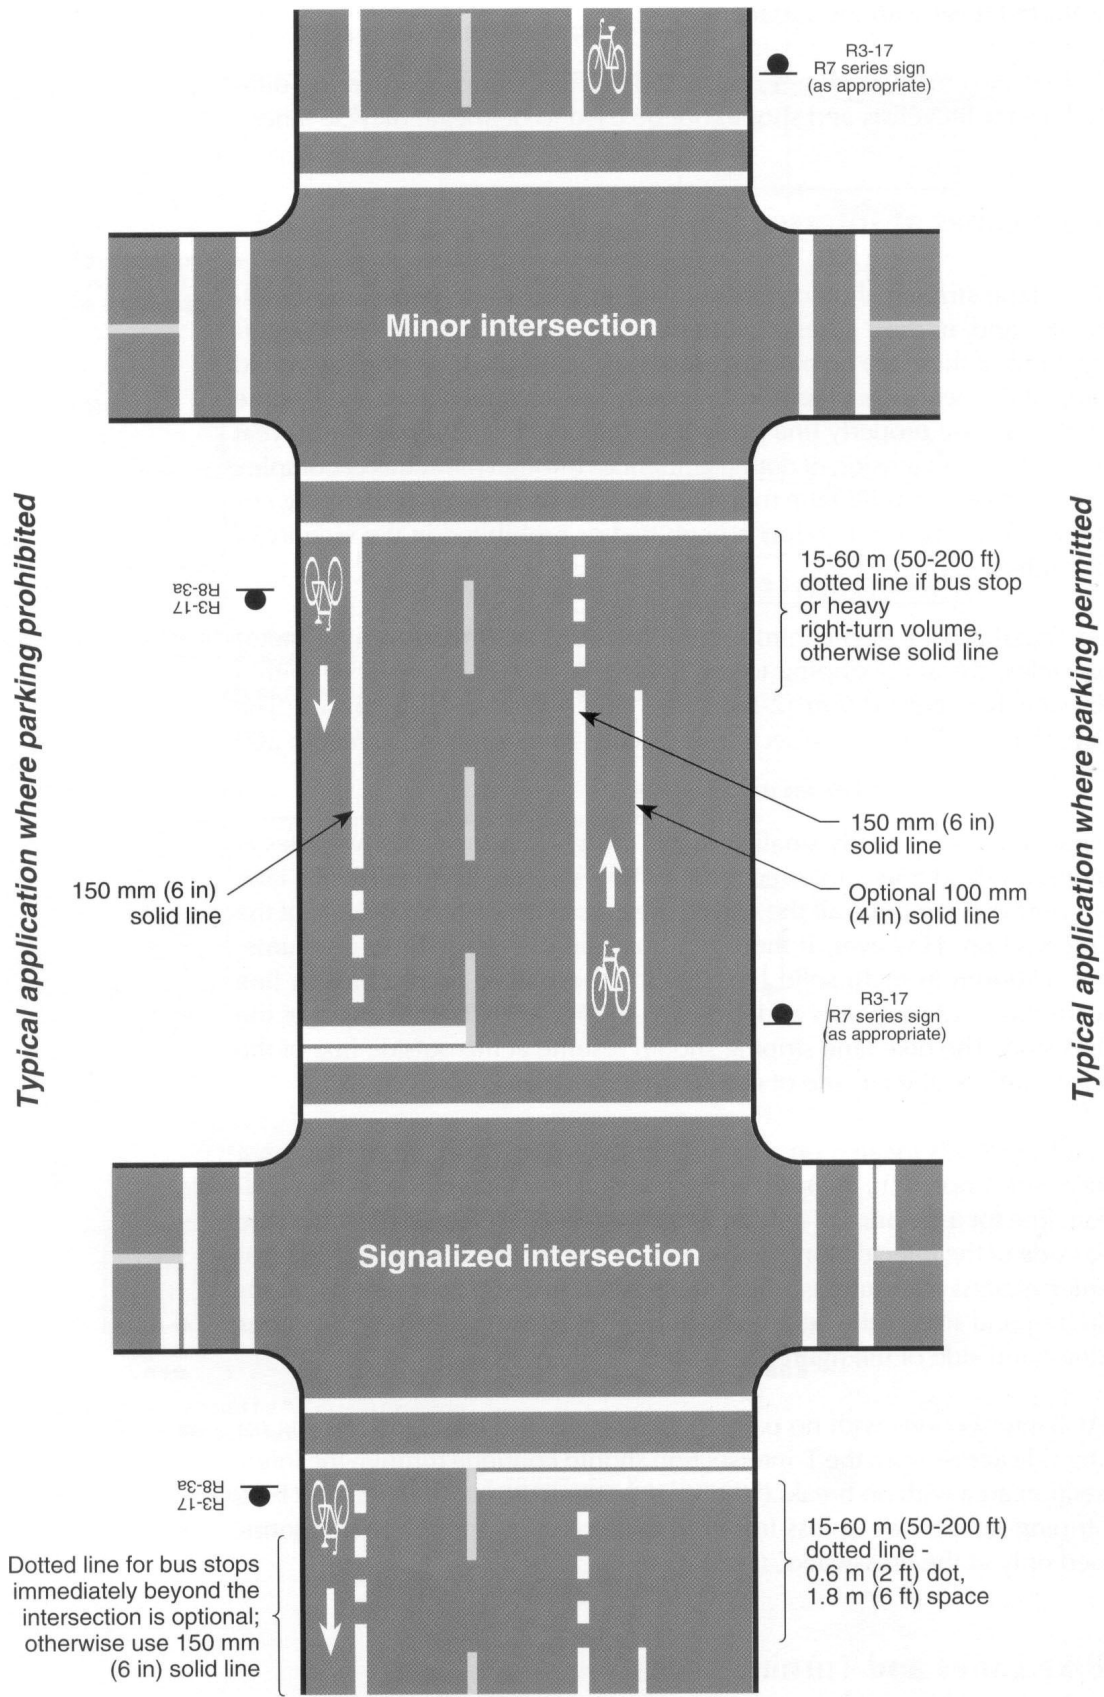 R3-17
R7 series sign
(as appropriate)
Minor intersection
Typical application where parking prohibited
Typical application where parking permitted
R3-17
R8-3a
15-60 m (50-200 ft)
dotted line if bus stop
or heavy
right-turn volume,
otherwise solid line
150 mm (6 in)
solid line
150 mm (6 in)
solid line
Optional 100 mm
(4 in) solid line
R3-17
R7 series sign
(as appropriate)
Signalized intersection
R3-17
R8-3a
Dotted line for bus stops
immediately beyond the
intersection is optional;
otherwise use 150 mm
(6 in) solid line
15-60 m (50-200 ft)
dotted line -
0.6 m (2 ft) dot,
1.8 m (6 ft) space